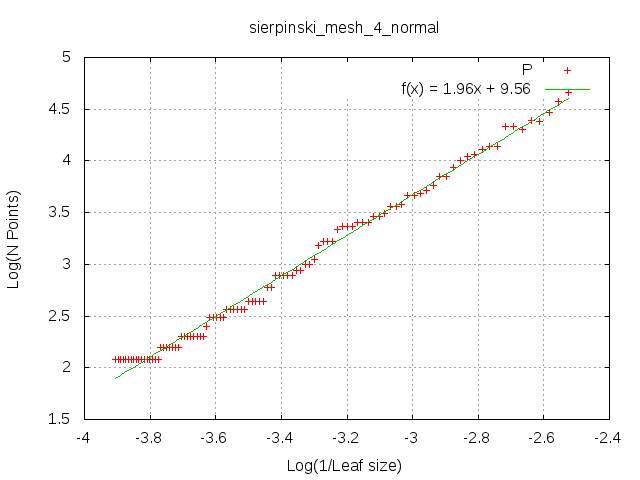 sierpinski_mesh_4_normal
P
f(x) = 1.96x + 9.56
Log(N Points)
5
4.5
4
3.5
3
2.5
2
1.5
-4 -3.8 -3.6 -3.4 -3.2 -3 -2.8 -2.6 -2.4
Log(1/Leaf size)